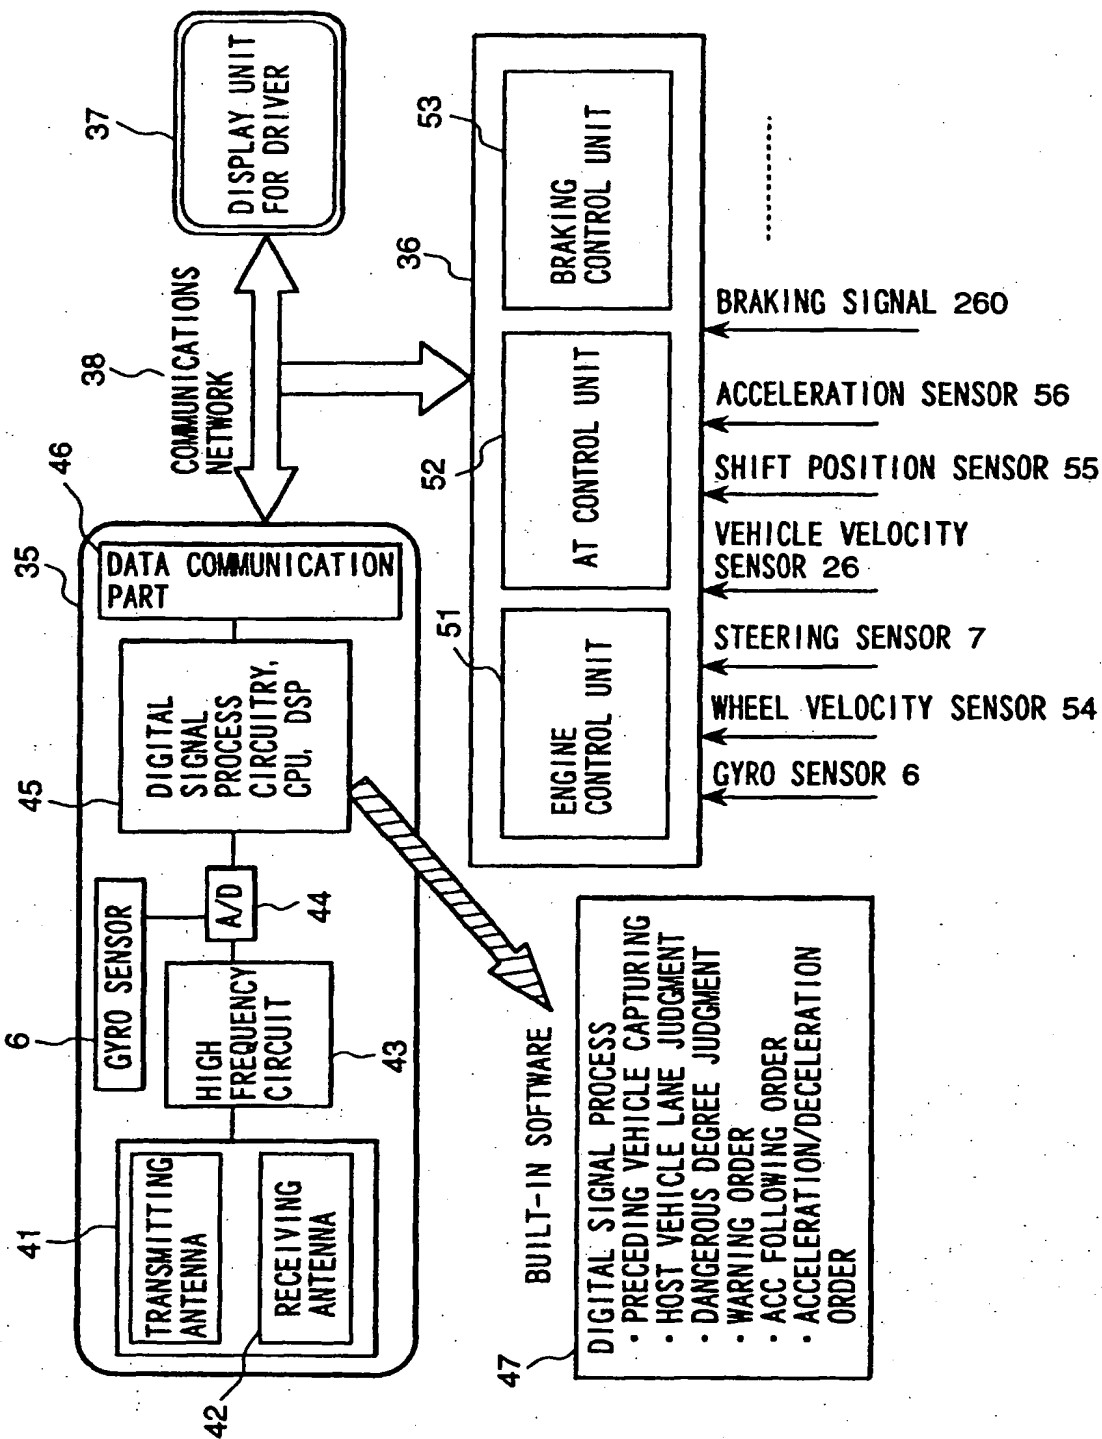 35
46
41
TRANSMITTING
ANTENNA
42
RECEIVING
ANTENNA
6
GYRO SENSOR
HIGH
FREQUENCY
CIRCUIT
43
A/D
44
45
DIGITAL
SIGNAL
PROCESS
CIRCUITRY,
CPU, DSP
DATA COMMUNICATION
PART
38
COMMUNICATIONS
NETWORK
37
DISPLAY UNIT
FOR DRIVER
BUILT-IN SOFTWARE
47
DIGITAL SIGNAL PROCESS
· PRECEDING VEHICLE CAPTURING
· HOST VEHICLE LANE JUDGMENT
· DANGEROUS DEGREE JUDGMENT
· WARNING ORDER
· ACC FOLLOWING ORDER
· ACCELERATION/DECELERATION
ORDER
36
51
ENGINE
CONTROL UNIT
52
AT CONTROL UNIT
53
BRAKING
CONTROL UNIT
BRAKING SIGNAL 260
ACCELERATION SENSOR 56
SHIFT POSITION SENSOR 55
VEHICLE VELOCITY
SENSOR 26
STEERING SENSOR 7
WHEEL VELOCITY SENSOR 54
GYRO SENSOR 6